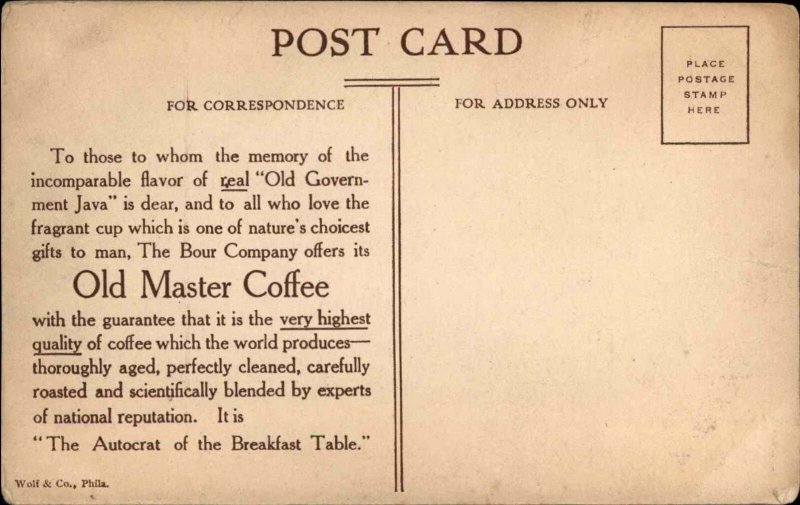 POST CARD
FOR CORRESPONDENCE
FOR ADDRESS ONLY
PLACE
POSTAGE
STAMP
HERE
To those to whom the memory of the
incomparable flavor of real "Old Govern-
ment Java" is dear, and to all who love the
fragrant cup which is one of nature's choicest
gifts to man, The Bour Company offers its
Old Master Coffee
with the guarantee that it is the very highest
quality of coffee which the world produces—
thoroughly aged, perfectly cleaned, carefully
roasted and scientifically blended by experts
of national reputation. It is
"The Autocrat of the Breakfast Table."
Wolf & Co., Phila.